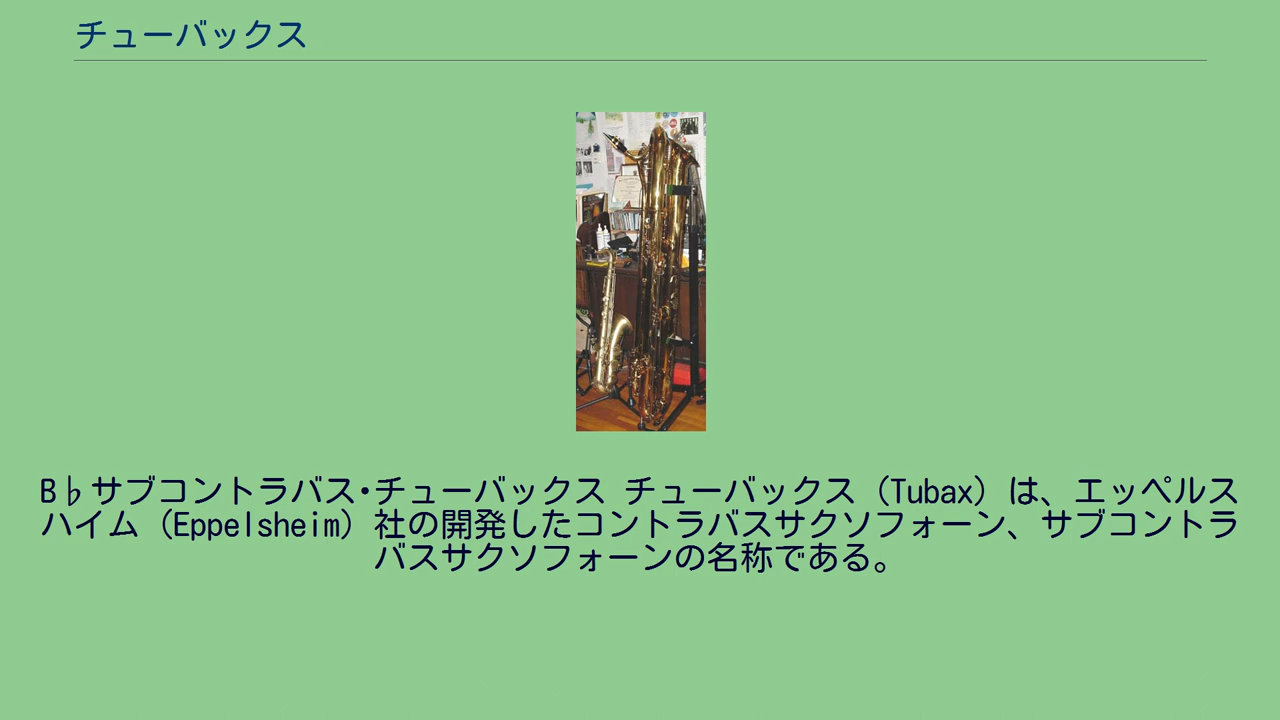 チューバックス
B♭サブコントラバス・チューバックス チューバックス（Tubax）は、エッペルス
ハイム（Eppelsheim）社の開発したコントラバスサクソフォーン、サブコントラ
バスサクソフォーンの名称である。